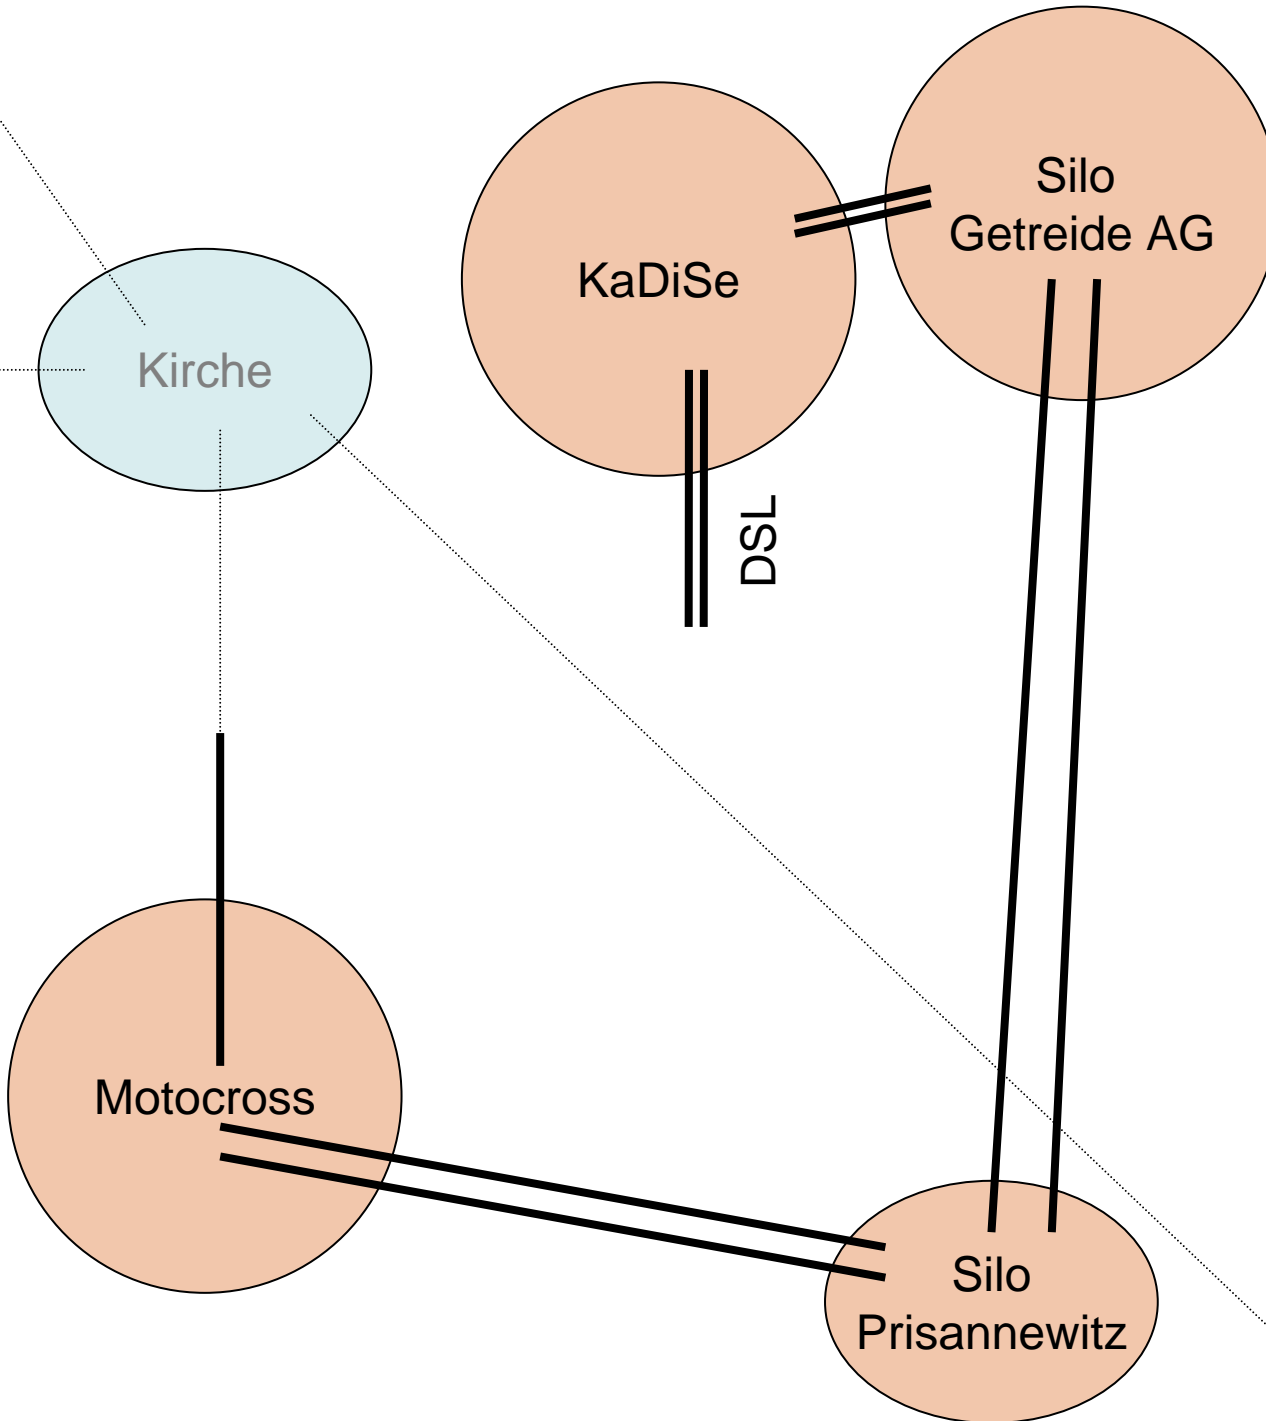 Silo
Getreide AG
KaDiSe
Kirche
DSL
Motocross
Silo
Prisannewitz